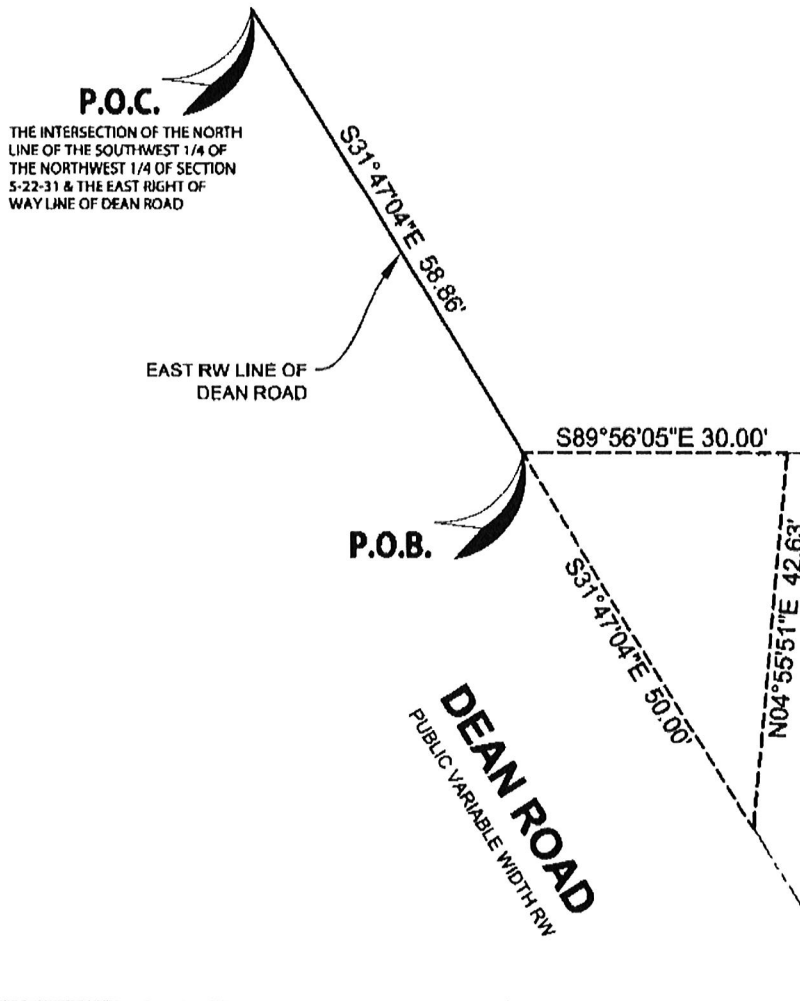 P.O.C.
THE INTERSECTION OF THE NORTH
LINE OF THE SOUTHWEST 1/4 OF
THE NORTHWEST 1/4 OF SECTION
5-22-31 & THE EAST RIGHT OF
WAY LINE OF DEAN ROAD
S31°47'04"E 58.86'
EAST RW LINE OF
DEAN ROAD
S89°56'05"E 30.00'
P.O.B.
S31°47'04"E 50.00'
N04°55'51"E 42.63'
DEAN ROAD
PUBLIC VARIABLE WIDTH RW